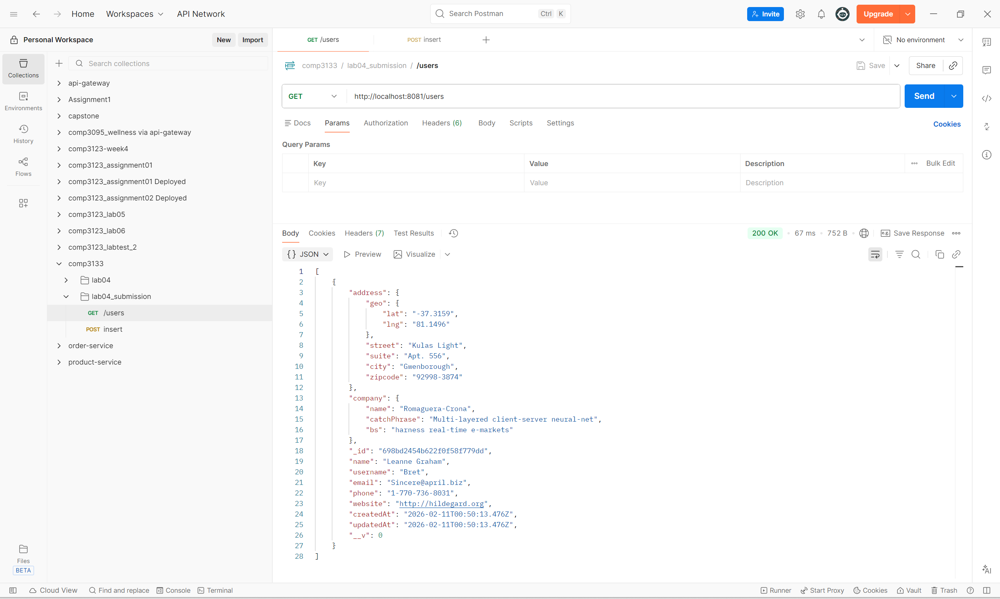 Home Workspaces API Network Search Postman Ctrl K Invite Upgrade
Personal Workspace New Import GET /users POST insert No environment
Collections
Environments
History
Flows
Files
BETA
Search collections
api-gateway
Assignment1
capstone
comp3095_wellness via api-gateway
comp3123-week4
comp3123_assignment01
comp3123_assignment01 Deployed
comp3123_assignment02 Deployed
comp3123_lab05
comp3123_lab06
comp3123_labtest_2
comp3133
lab04
lab04_submission
GET /users
POST insert
order-service
product-service
HTTP comp3133 / lab04_submission / /users Save Share
GET http://localhost:8081/users Send
Docs Params Authorization Headers (6) Body Scripts Settings Cookies
Query Params
Key Value Description Bulk Edit
Key Value Description
Body Cookies Headers (7) Test Results 200 OK 67 ms 752 B e.g. Save Response
{} JSON Preview Visualize
1 [
2 {
3 "address": {
4 "geo": {
5 "lat": "-37.3159",
6 "lng": "81.1496"
7 },
8 "street": "Kulas Light",
9 "suite": "Apt. 556",
10 "city": "Gwenborough",
11 "zipcode": "92998-3874"
12 },
13 "company": {
14 "name": "Romaguera-Crona",
15 "catchPhrase": "Multi-layered client-server neural-net",
16 "bs": "harness real-time e-markets"
17 },
18 "_id": "698bd2454b622f0f58f779dd",
19 "name": "Leanne Graham",
20 "username": "Bret",
21 "email": "Sincere@april.biz",
22 "phone": "1-770-736-8031",
23 "website": "http://hildegard.org",
24 "createdAt": "2026-02-11T00:50:13.476Z",
25 "updatedAt": "2026-02-11T00:50:13.476Z",
26 "__v": 0
27 }
28 ]
AI
Cloud View Find and replace Console Terminal Runner Start Proxy Cookies Vault Trash